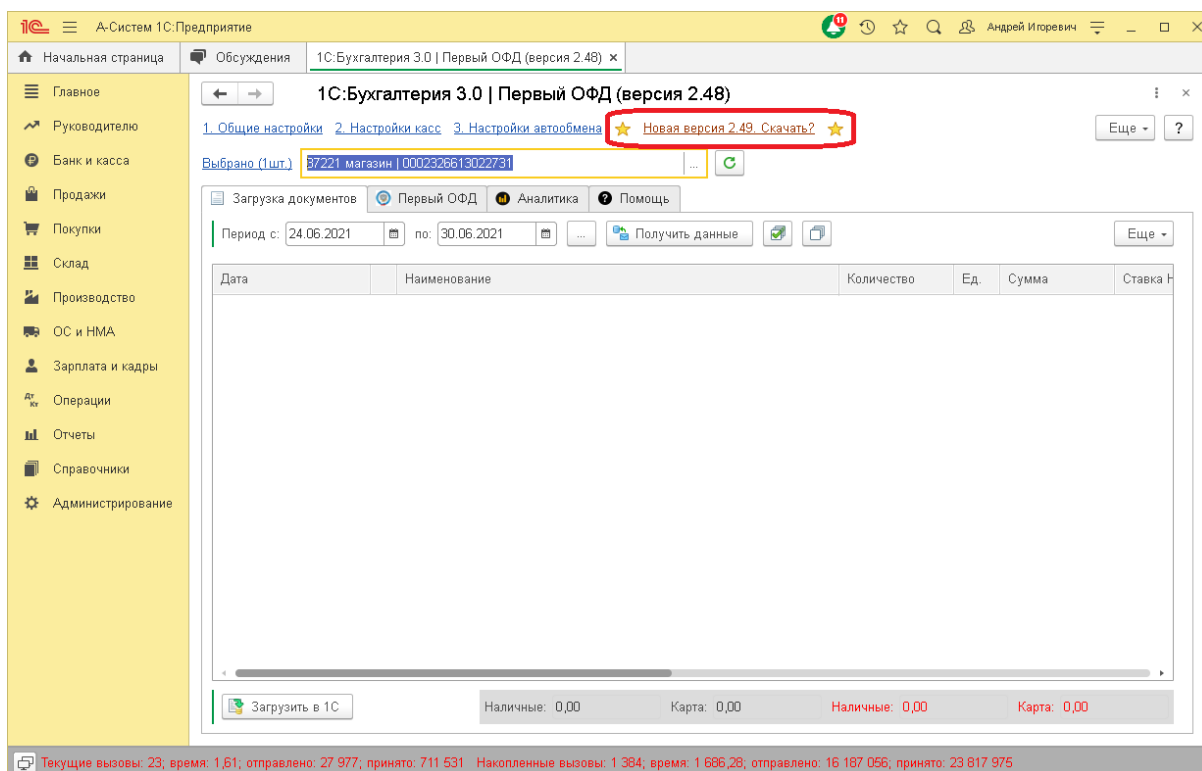 А-Систем 1С:Предприятие
11
Андрей Игоревич
Начальная страница
Обсуждения
1С:Бухгалтерия 3.0 | Первый ОФД (версия 2.48) ×
Главное
Руководителю
Банк и касса
Продажи
Покупки
Склад
Производство
ОС и НМА
Зарплата и кадры
Операции
Отчеты
Справочники
Администрирование
1С:Бухгалтерия 3.0 | Первый ОФД (версия 2.48)
1. Общие настройки 2. Настройки касс 3. Настройки автообмена Новая версия 2.49. Скачать? Еще ?
Выбрано (1шт.) 37221 магазин | 0002326613022731 ...
Загрузка документов Первый ОФД Аналитика Помощь
Период с: 24.06.2021 по: 30.06.2021 ... Получить данные Еще
Дата Наименование Количество Ед. Сумма Ставка Н
Загрузить в 1С Наличные: 0,00 Карта: 0,00 Наличные: 0,00 Карта: 0,00
Текущие вызовы: 23; время: 1,61; отправлено: 27 977; принято: 711 531 Накопленные вызовы: 1 384; время: 1 686,28; отправлено: 16 187 056; принято: 23 817 975